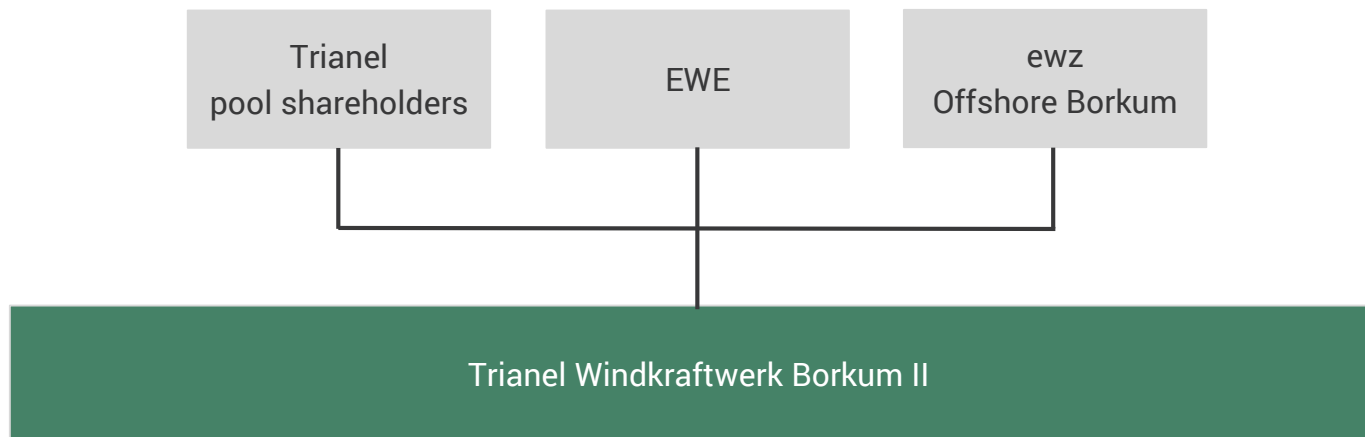 Trianel
pool shareholders
EWE
ewz
Offshore Borkum
Trianel Windkraftwerk Borkum II